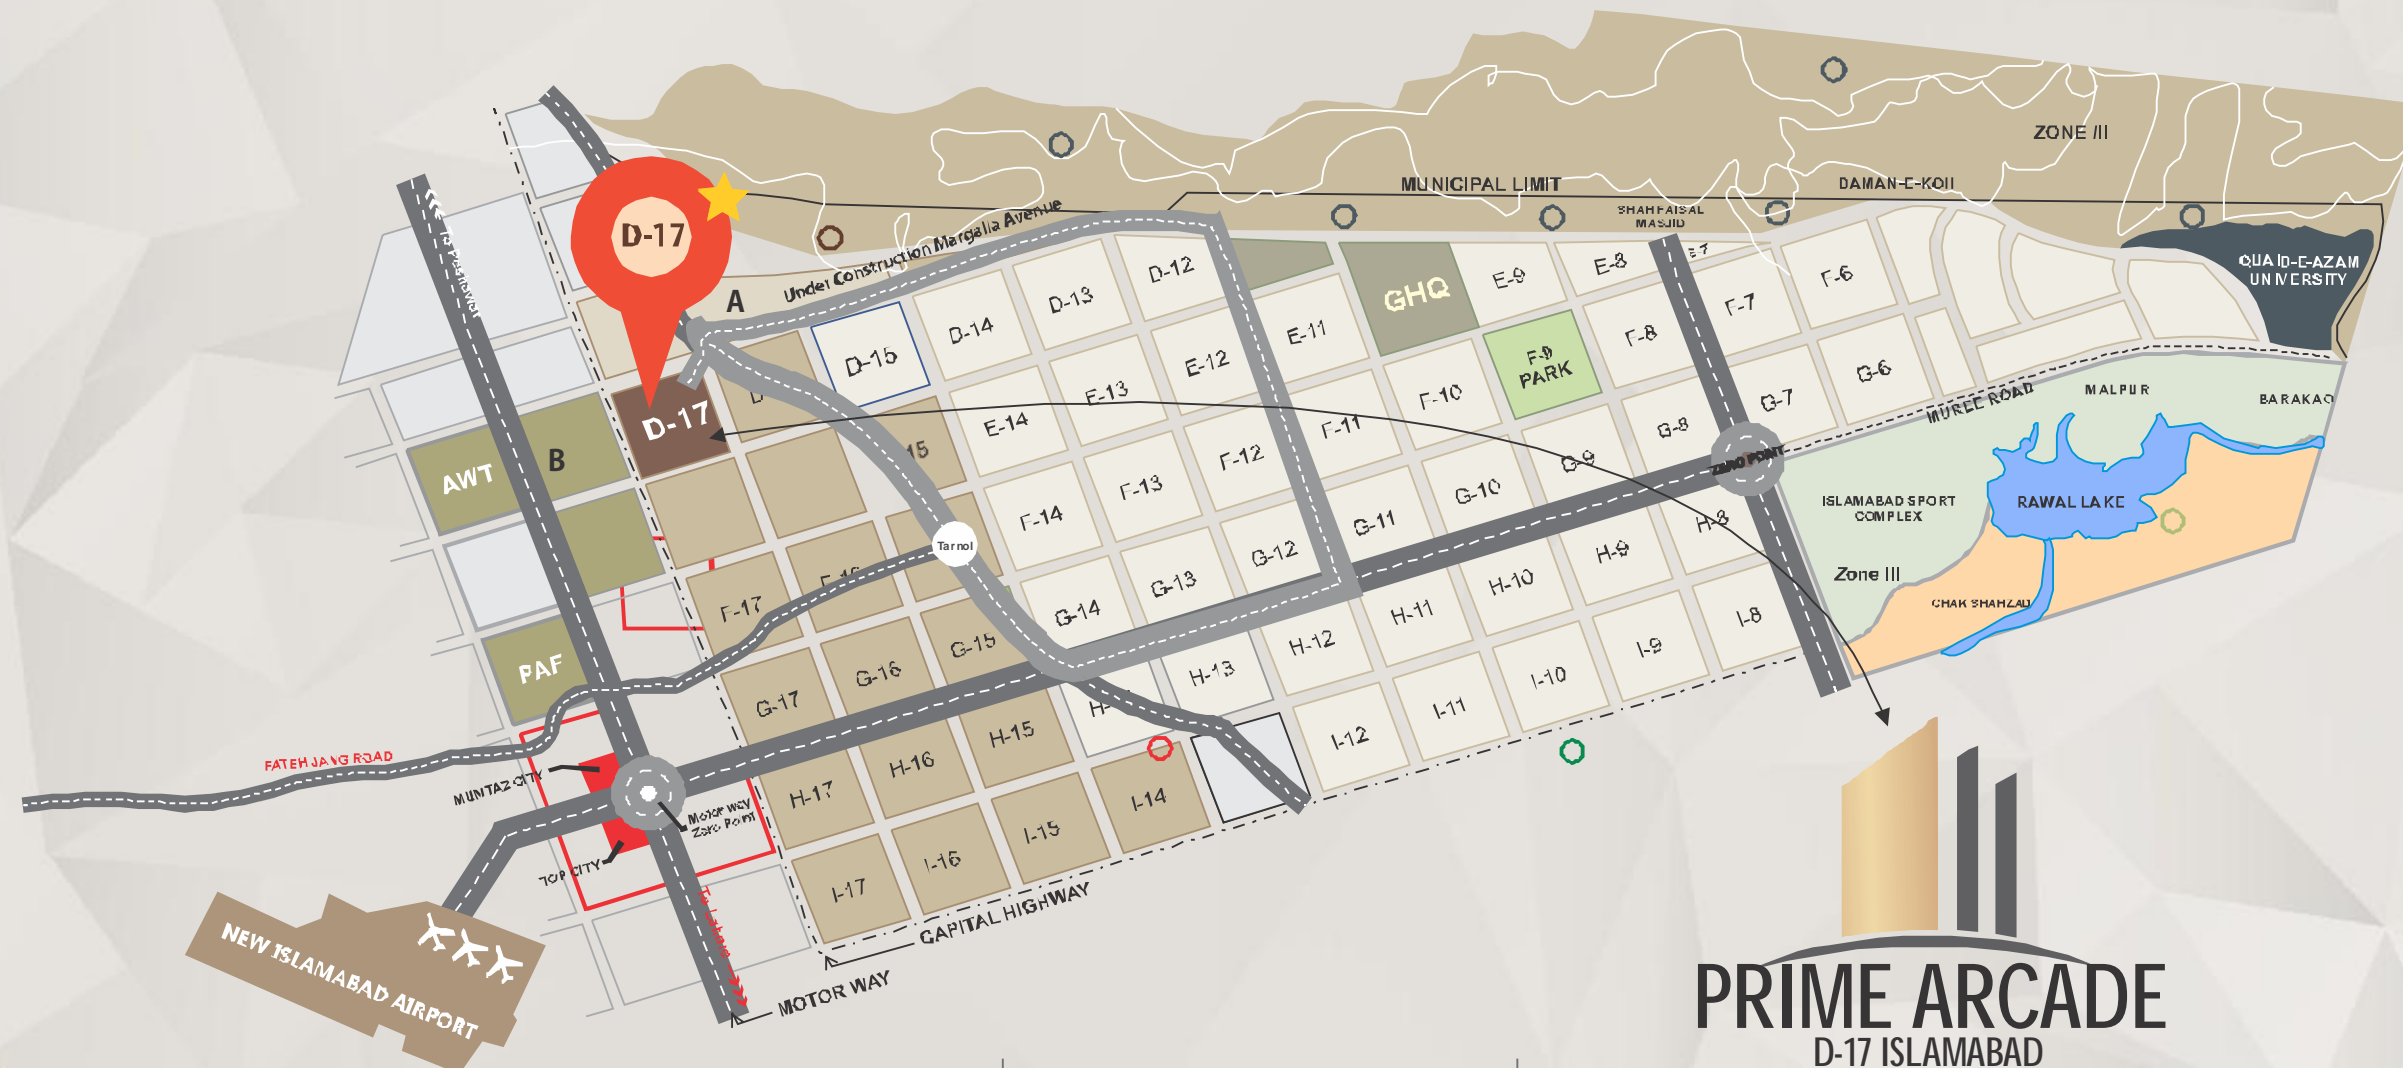 ZONE III
MUNICIPAL LIMIT
DAMAN-E-KOH
SHAH FAISAL
MASJID
QUAID-E-AZAM
UNIVERSITY
D-17
Under Construction Margalla Avenue
A
D-12
D-13
D-14
D-15
GHQ
E-9
E-8
E-7
F-7
F-6
E-11
E-12
E-13
E-14
F-9
PARK
F-8
G-6
G-7
MUREE ROAD
MALPUR
BARAKAO
D-17
F-10
F-11
F-12
F-13
F-14
G-8
G-9
G-10
G-11
G-12
G-13
G-14
ZERO POINT
ISLAMABAD SPORT
COMPLEX
RAWAL LAKE
Zone III
CHAK SHAHZAD
AWT
B
PAF
Tarnol
15
F-17
G-15
G-16
G-17
H-8
H-9
H-10
H-11
H-12
H-13
H-15
H-16
H-17
I-8
I-9
I-10
I-11
I-12
I-14
I-15
I-16
I-17
FATEH JANG ROAD
MUMTAZ CITY
Motor way
Zero Point
TOP CITY
To Lahore
CAPITAL HIGHWAY
MOTOR WAY
NEW ISLAMABAD AIRPORT
PRIME ARCADE
D-17 ISLAMABAD